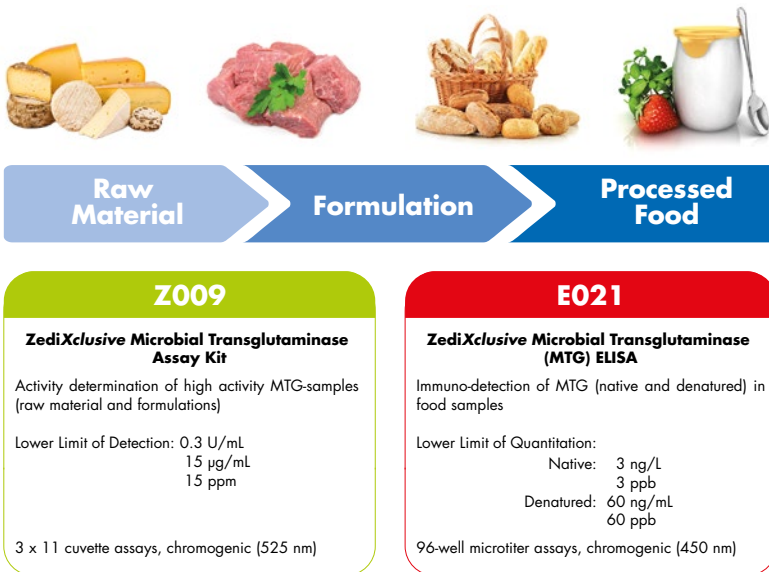 Raw
Material
Formulation
Processed
Food
Z009
ZediXclusive Microbial Transglutaminase
Assay Kit
Activity determination of high activity MTG-samples
(raw material and formulations)
Lower Limit of Detection: 0.3 U/mL
15 µg/mL
15 ppm
3 x 11 cuvette assays, chromogenic (525 nm)
E021
ZediXclusive Microbial Transglutaminase
(MTG) ELISA
Immuno-detection of MTG (native and denatured) in
food samples
Lower Limit of Quantitation:
Native: 3 ng/L
3 ppb
Denatured: 60 ng/mL
60 ppb
96-well microtiter assays, chromogenic (450 nm)